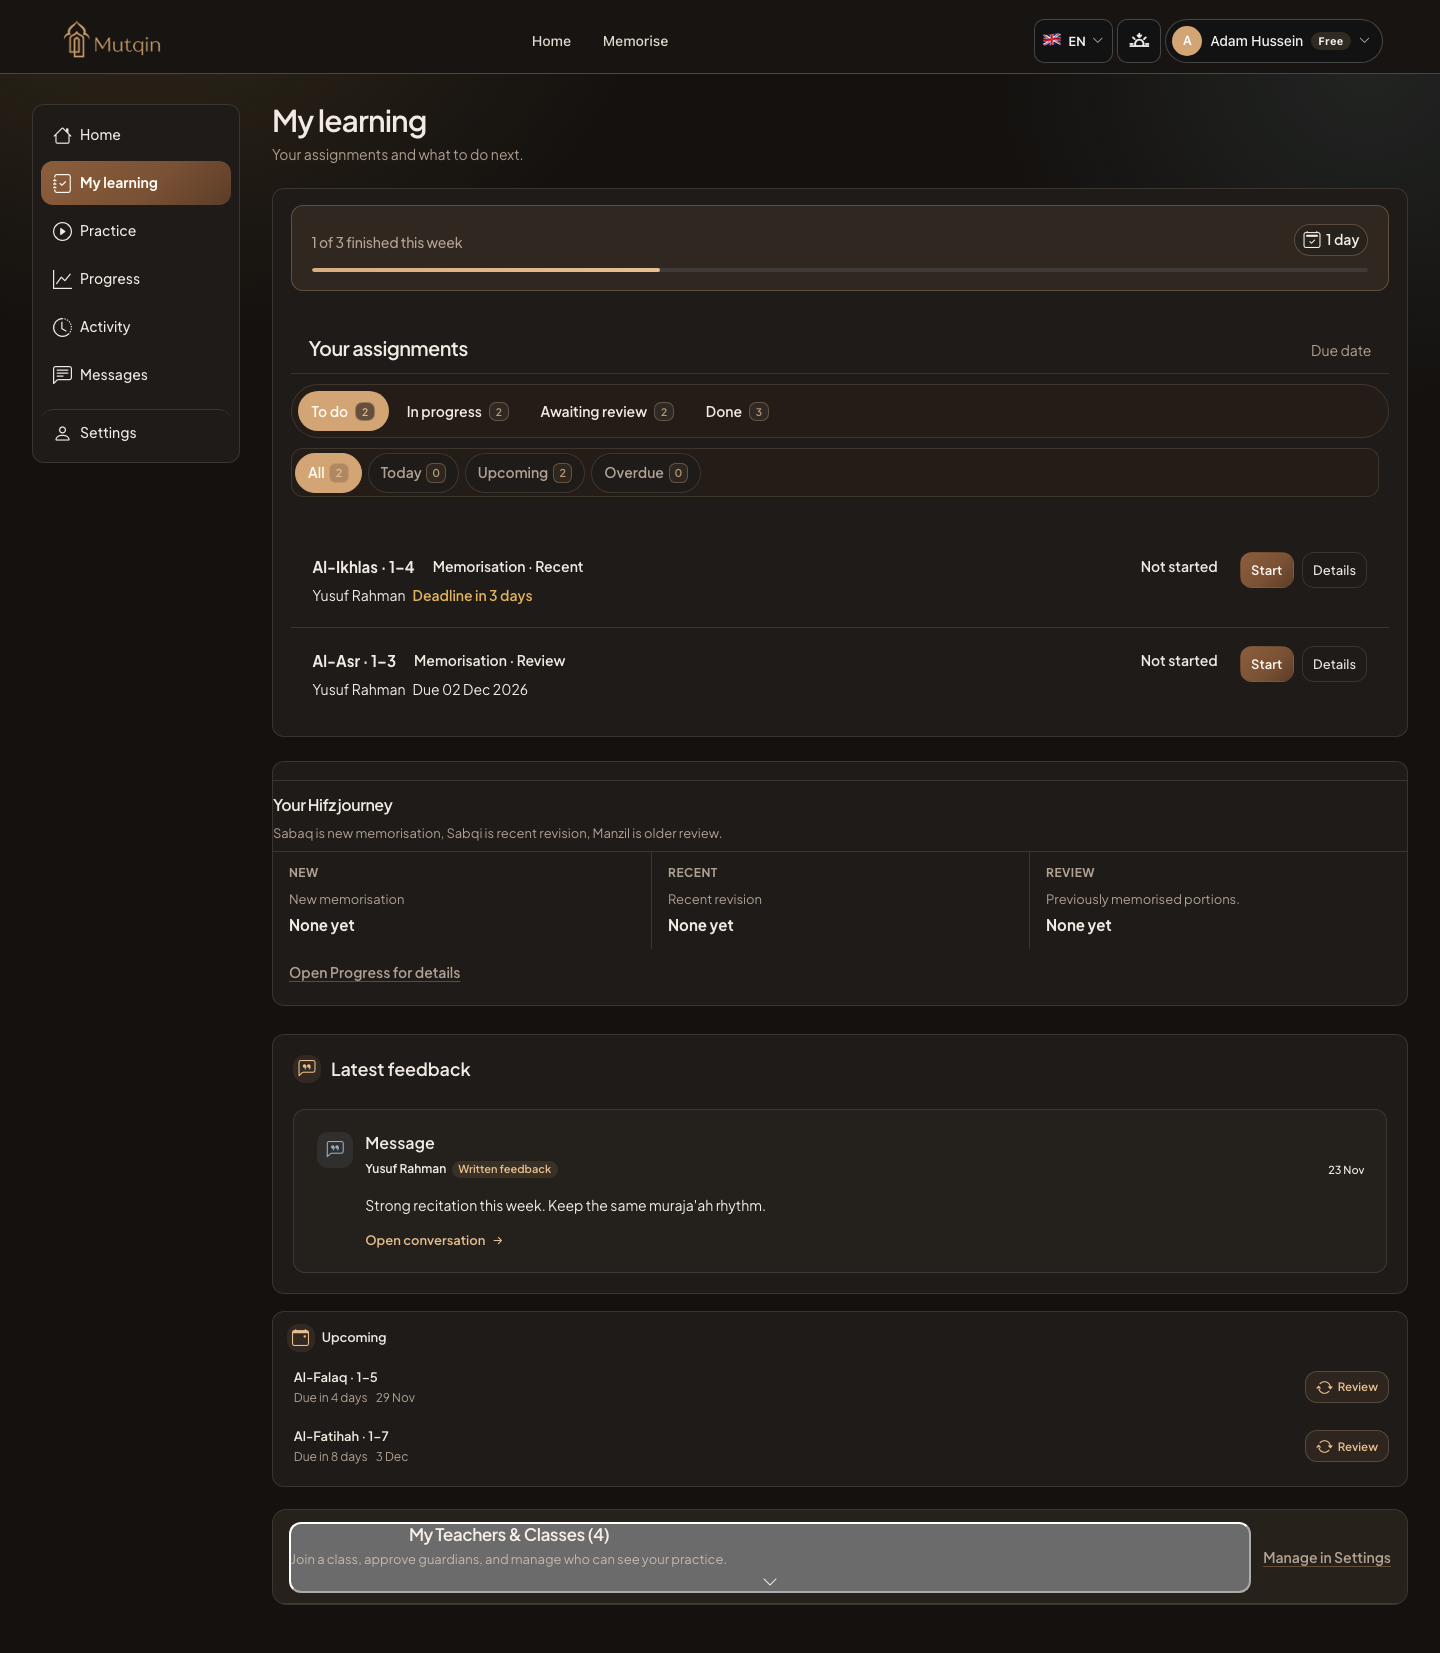 Mutqin
Home
Memorise
EN
A
Adam Hussein
Free
Home
My learning
Practice
Progress
Activity
Messages
Settings
My learning
Your assignments and what to do next.
1 of 3 finished this week
1 day
Your assignments
Due date
To do 2
In progress 2
Awaiting review 2
Done 3
All 2
Today 0
Upcoming 2
Overdue 0
Al-Ikhlas · 1–4 Memorisation · Recent
Not started
Start
Details
Yusuf Rahman Deadline in 3 days
Al-Asr · 1–3 Memorisation · Review
Not started
Start
Details
Yusuf Rahman Due 02 Dec 2026
Your Hifz journey
Sabaq is new memorisation, Sabqi is recent revision, Manzil is older review.
NEW
New memorisation
None yet
RECENT
Recent revision
None yet
REVIEW
Previously memorised portions.
None yet
Open Progress for details
Latest feedback
Message
Yusuf Rahman Written feedback
23 Nov
Strong recitation this week. Keep the same muraja'ah rhythm.
Open conversation →
Upcoming
Al-Falaq · 1–5
Due in 4 days 29 Nov
Review
Al-Fatihah · 1–7
Due in 8 days 3 Dec
Review
My Teachers & Classes (4)
Join a class, approve guardians, and manage who can see your practice.
Manage in Settings